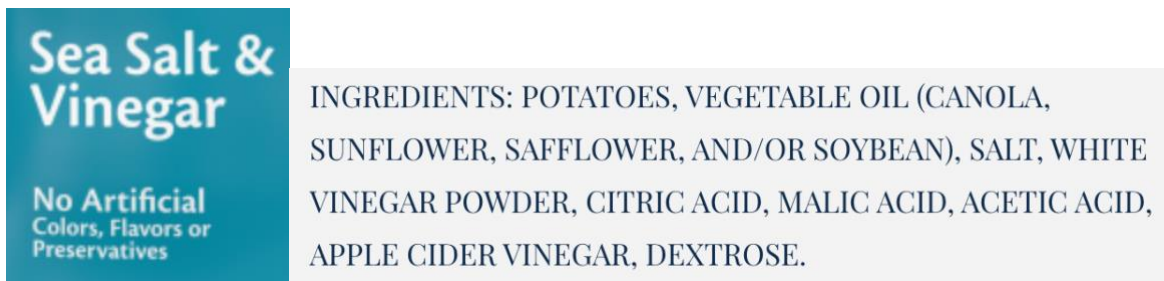 Sea Salt &
Vinegar
No Artificial
Colors, Flavors or
Preservatives
INGREDIENTS: POTATOES, VEGETABLE OIL (CANOLA,
SUNFLOWER, SAFFLOWER, AND/OR SOYBEAN), SALT, WHITE
VINEGAR POWDER, CITRIC ACID, MALIC ACID, ACETIC ACID,
APPLE CIDER VINEGAR, DEXTROSE.